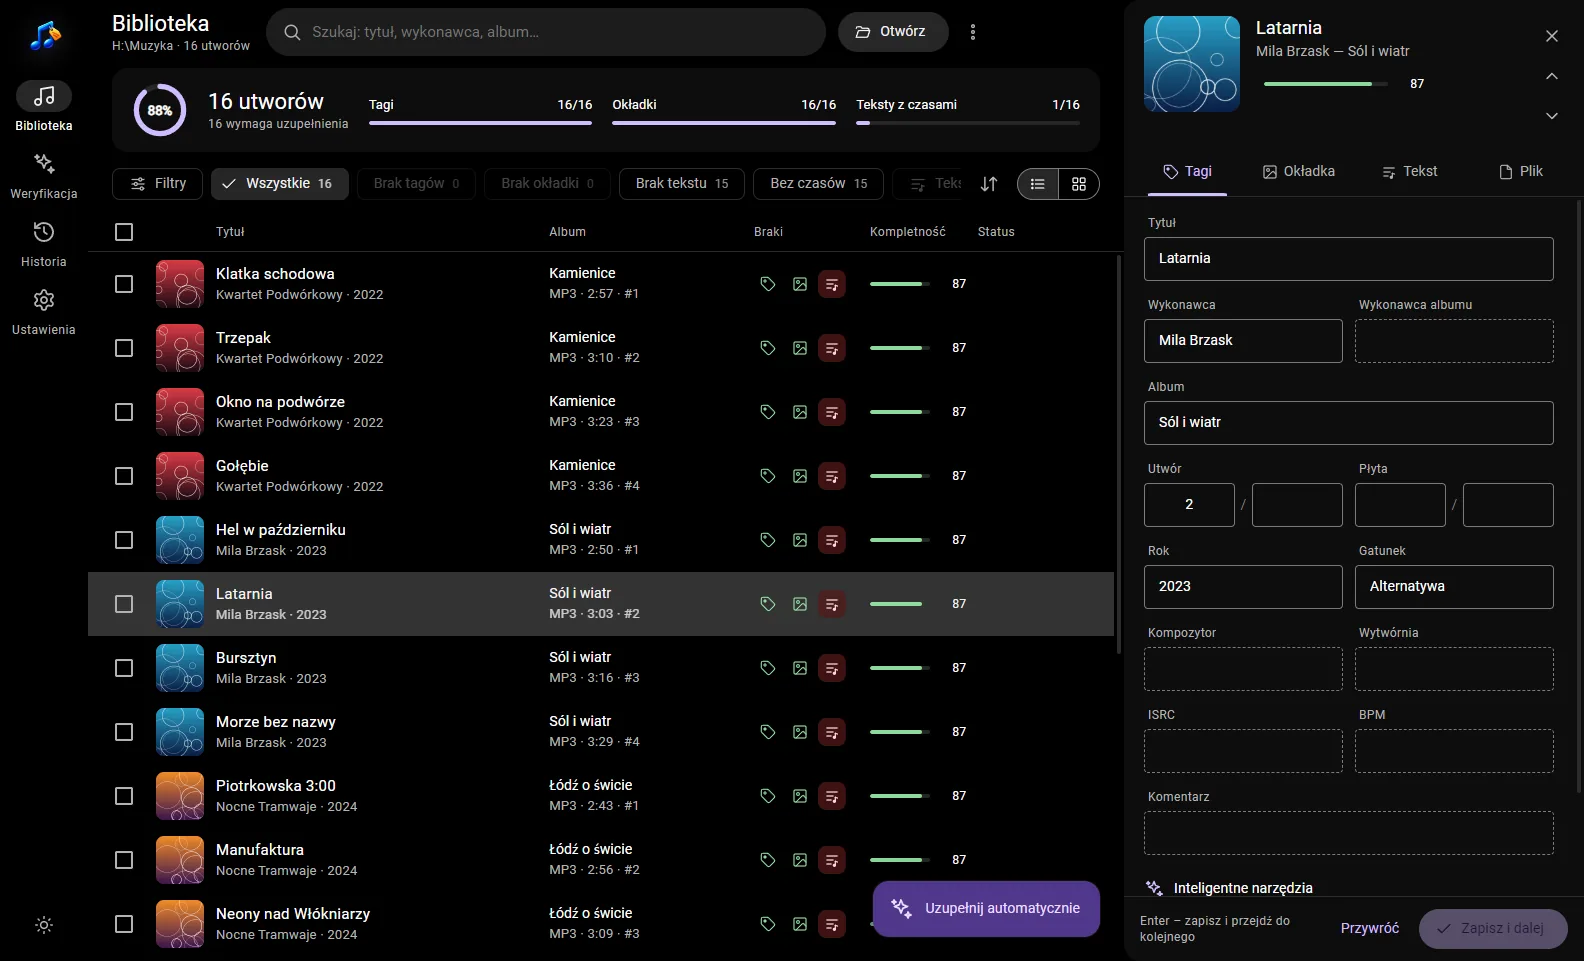 Biblioteka
H:\Muzyka · 16 utworów
Szukaj: tytuł, wykonawca, album...
Otwórz
Biblioteka
Weryfikacja
Historia
Ustawienia
88%
16 utworów
16 wymaga uzupełnienia
Tagi 16/16
Okładki 16/16
Teksty z czasami 1/16
Filtry
Wszystkie 16
Brak tagów 0
Brak okładki 0
Brak tekstu 15
Bez czasów 15
Tytuł Album Braki Kompletność Status
Klatka schodowa Kamienice
Kwartet Podwórkowy · 2022 MP3 · 2:57 · #1 87
Trzepak Kamienice
Kwartet Podwórkowy · 2022 MP3 · 3:10 · #2 87
Okno na podwórze Kamienice
Kwartet Podwórkowy · 2022 MP3 · 3:23 · #3 87
Gołębie Kamienice
Kwartet Podwórkowy · 2022 MP3 · 3:36 · #4 87
Hel w październiku Sól i wiatr
Mila Brzask · 2023 MP3 · 2:50 · #1 87
Latarnia Sól i wiatr
Mila Brzask · 2023 MP3 · 3:03 · #2 87
Bursztyn Sól i wiatr
Mila Brzask · 2023 MP3 · 3:16 · #3 87
Morze bez nazwy Sól i wiatr
Mila Brzask · 2023 MP3 · 3:29 · #4 87
Piotrkowska 3:00 Łódź o świcie
Nocne Tramwaje · 2024 MP3 · 2:43 · #1 87
Manufaktura Łódź o świcie
Nocne Tramwaje · 2024 MP3 · 2:56 · #2 87
Neony nad Włókniarzy Łódź o świcie
Nocne Tramwaje · 2024 MP3 · 3:09 · #3
Uzupełnij automatycznie
Latarnia
Mila Brzask — Sól i wiatr
87
Tagi Okładka Tekst Plik
Tytuł
Latarnia
Wykonawca Wykonawca albumu
Mila Brzask
Album
Sól i wiatr
Utwór Płyta
2 / /
Rok Gatunek
2023 Alternatywa
Kompozytor Wytwórnia
ISRC BPM
Komentarz
Inteligentne narzędzia
Enter – zapisz i przejdź do
kolejnego
Przywróć
Zapisz i dalej